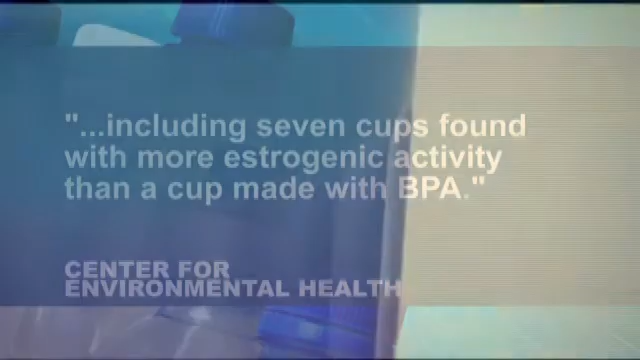 "...including seven cups found
with more estrogenic activity
than a cup made with BPA."
CENTER FOR
ENVIRONMENTAL HEALTH